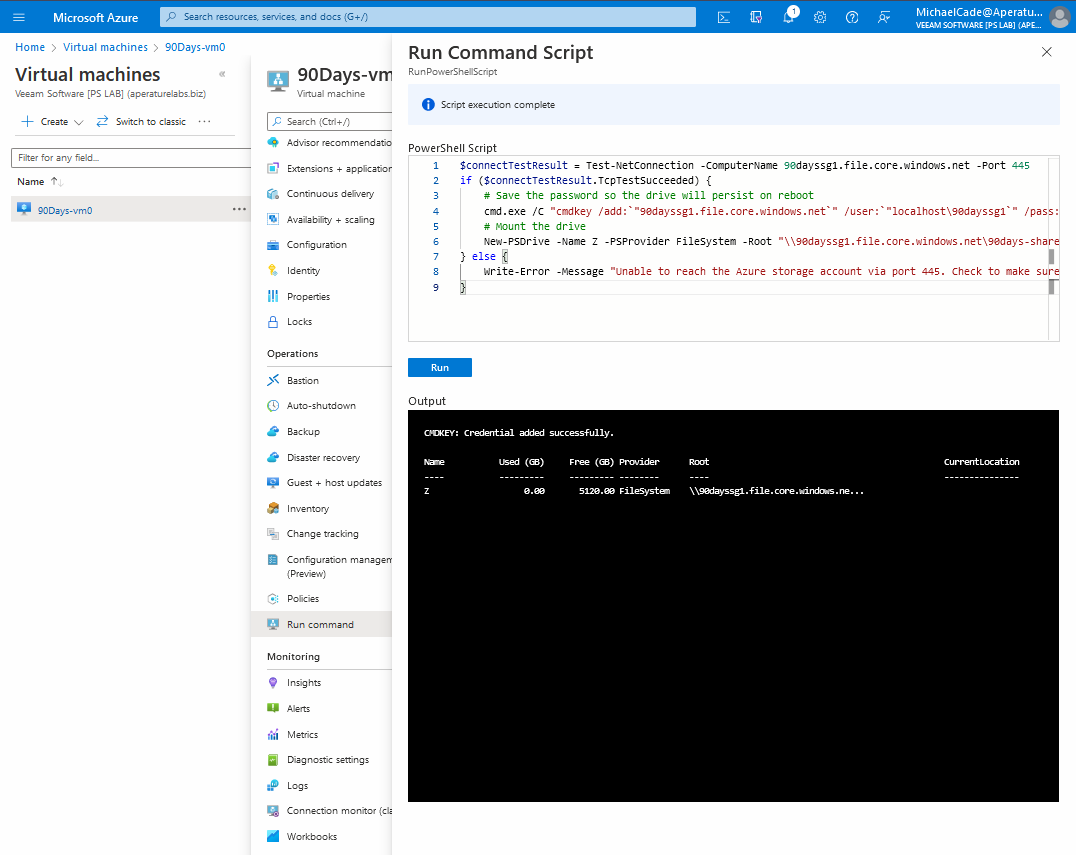 Microsoft Azure
Search resources, services, and docs (G+/)
1
MichaelCade@Aperatu...
VEEAM SOFTWARE [PS LAB] (APE...
Home > Virtual machines > 90Days-vm0
Virtual machines
«
Veeam Software [PS LAB] (aperaturelabs.biz)
Create
Switch to classic
...
Filter for any field...
Name
90Days-vm0
...
90Days-vm
Virtual machine
Search (Ctrl+/)
Advisor recommendatio
Extensions + application
Continuous delivery
Availability + scaling
Configuration
Identity
Properties
Locks
Operations
Bastion
Auto-shutdown
Backup
Disaster recovery
Guest + host updates
Inventory
Change tracking
Configuration managem
(Preview)
Policies
Run command
Monitoring
Insights
Alerts
Metrics
Diagnostic settings
Logs
Connection monitor (cla
Workbooks
Run Command Script
RunPowerShellScript
Script execution complete
PowerShell Script
1 $connectTestResult = Test-NetConnection -ComputerName 90dayssg1.file.core.windows.net -Port 445
2 if ($connectTestResult.TcpTestSucceeded) {
3 # Save the password so the drive will persist on reboot
4 cmd.exe /C "cmdkey /add:`"90dayssg1.file.core.windows.net`" /user:`"localhost\90dayssg1`" /pass:
5 # Mount the drive
6 New-PSDrive -Name Z -PSProvider FileSystem -Root "\\90dayssg1.file.core.windows.net\90days-share
7 } else {
8 Write-Error -Message "Unable to reach the Azure storage account via port 445. Check to make sure
9 }
Run
Output
CMDKEY: Credential added successfully.
Name Used (GB) Free (GB) Provider Root CurrentLocation
---- --------- --------- -------- ---- ---------------
Z 0.00 5120.00 FileSystem \\90dayssg1.file.core.windows.ne...